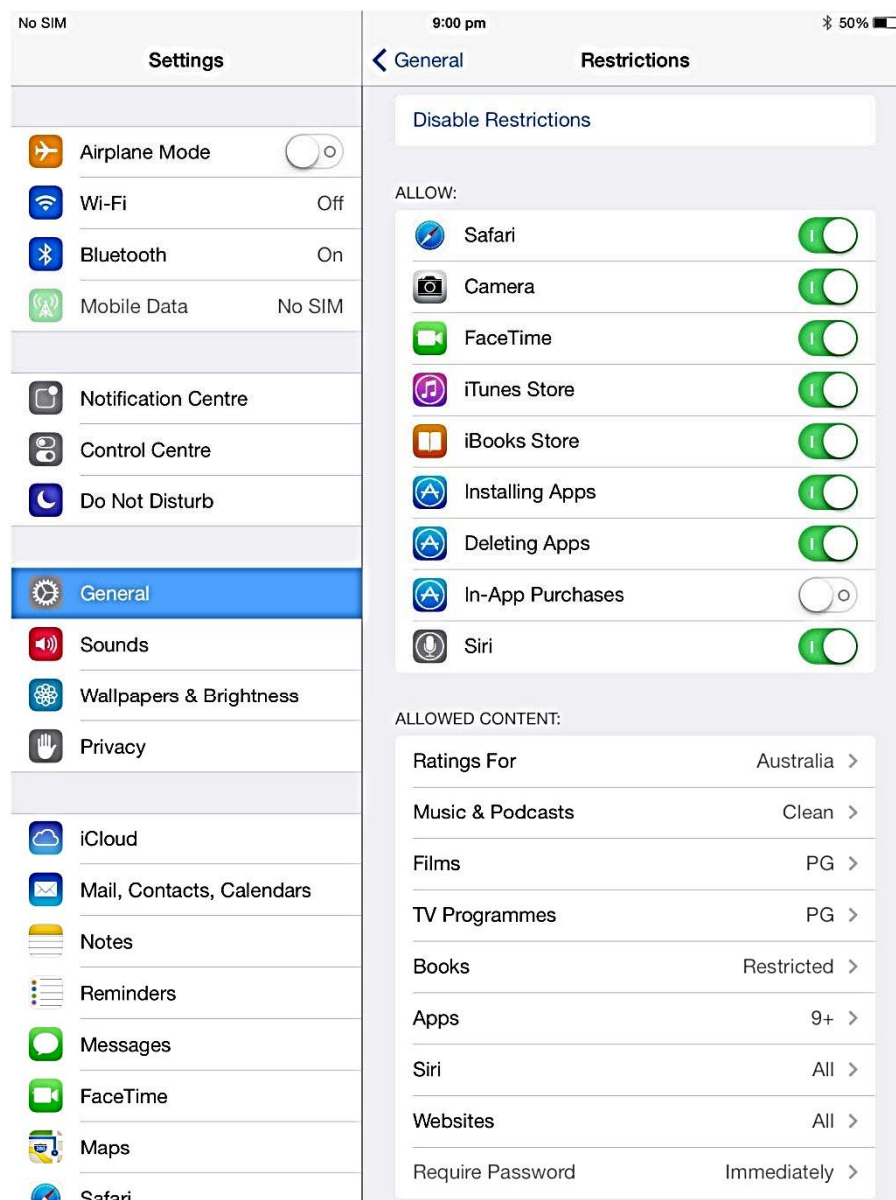 No SIM
9:00 pm
50%
Settings
General
Restrictions
Airplane Mode
Wi-Fi Off
Bluetooth On
Mobile Data No SIM
Notification Centre
Control Centre
Do Not Disturb
General
Sounds
Wallpapers & Brightness
Privacy
iCloud
Mail, Contacts, Calendars
Notes
Reminders
Messages
FaceTime
Maps
Safari
Disable Restrictions
ALLOW:
Safari
Camera
FaceTime
iTunes Store
iBooks Store
Installing Apps
Deleting Apps
In-App Purchases
Siri
ALLOWED CONTENT:
Ratings For Australia
Music & Podcasts Clean
Films PG
TV Programmes PG
Books Restricted
Apps 9+
Siri All
Websites All
Require Password Immediately